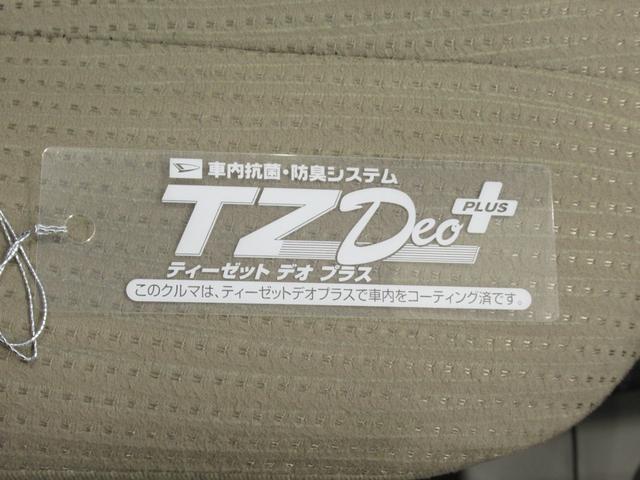 車内抗菌・防臭システム
TZ Deo PLUS
ティーゼット デオ プラス
このクルマは、ティーゼットデオプラスで車内をコーティング済です。